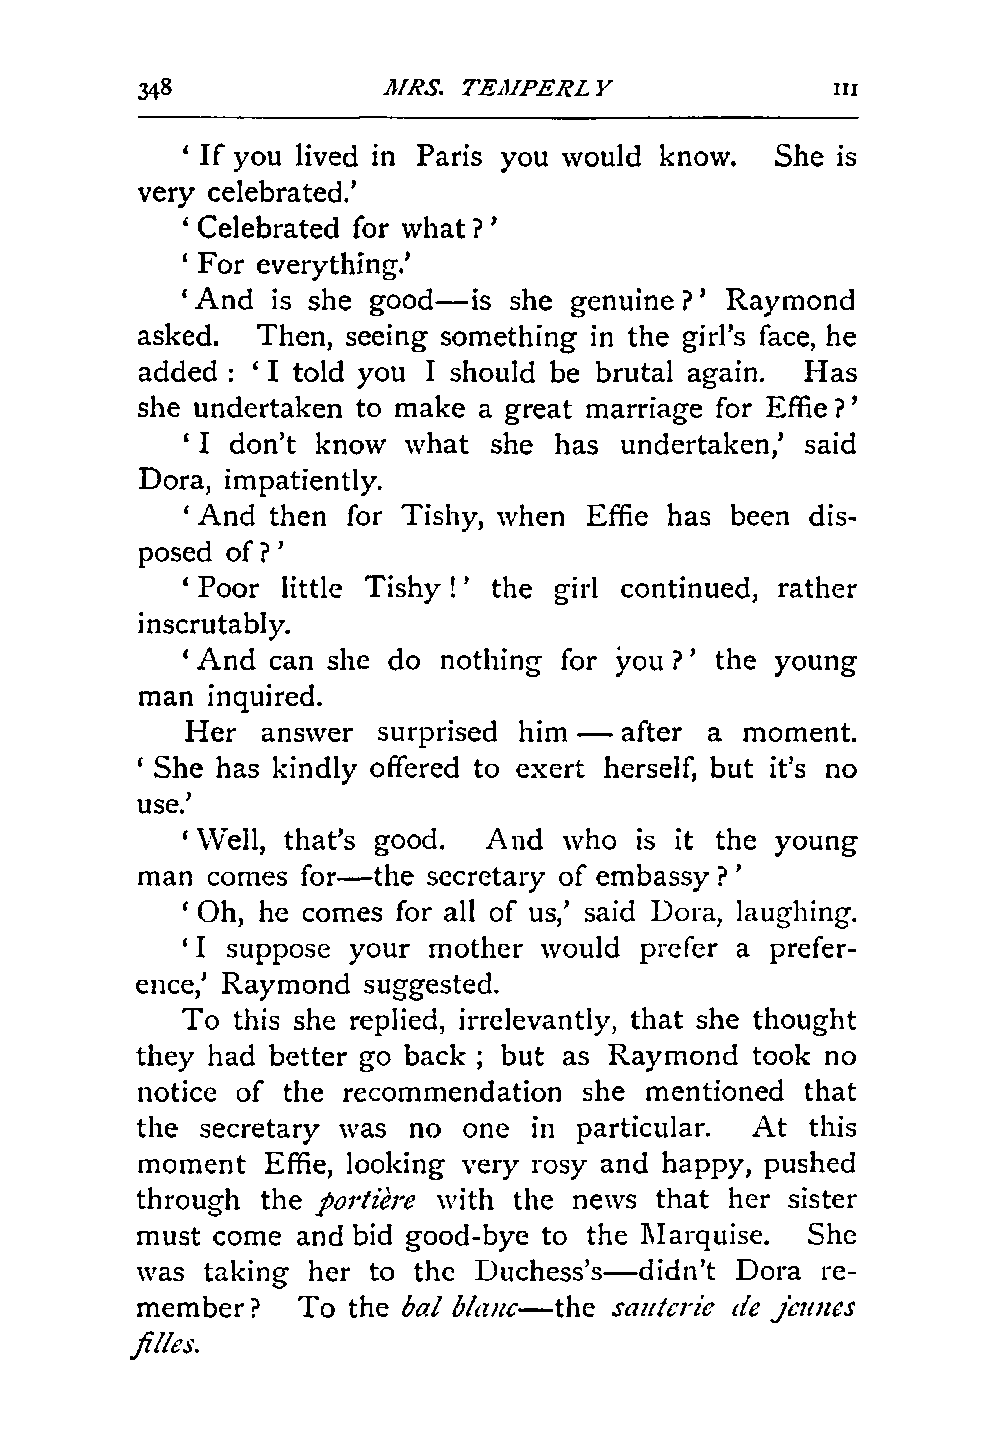 348 MRS. TEMPERLY III
‘ If you lived in Paris you would know. She is
very celebrated.’
‘ Celebrated for what ? ’
‘ For everything.’
‘ And is she good—is she genuine ? ’ Raymond
asked. Then, seeing something in the girl’s face, he
added : ‘ I told you I should be brutal again. Has
she undertaken to make a great marriage for Effie ? ’
‘ I don’t know what she has undertaken,’ said
Dora, impatiently.
‘ And then for Tishy, when Effie has been dis-
posed of ? ’
‘ Poor little Tishy ! ’ the girl continued, rather
inscrutably.
‘ And can she do nothing for you ? ’ the young
man inquired.
Her answer surprised him — after a moment.
‘ She has kindly offered to exert herself, but it’s no
use.’
‘ Well, that’s good. And who is it the young
man comes for—the secretary of embassy ? ’
‘ Oh, he comes for all of us,’ said Dora, laughing.
‘ I suppose your mother would prefer a prefer-
ence,’ Raymond suggested.
To this she replied, irrelevantly, that she thought
they had better go back ; but as Raymond took no
notice of the recommendation she mentioned that
the secretary was no one in particular. At this
moment Effie, looking very rosy and happy, pushed
through the portière with the news that her sister
must come and bid good-bye to the Marquise. She
was taking her to the Duchess’s—didn’t Dora re-
member ? To the bal blanc—the sauterie de jeunes
filles.